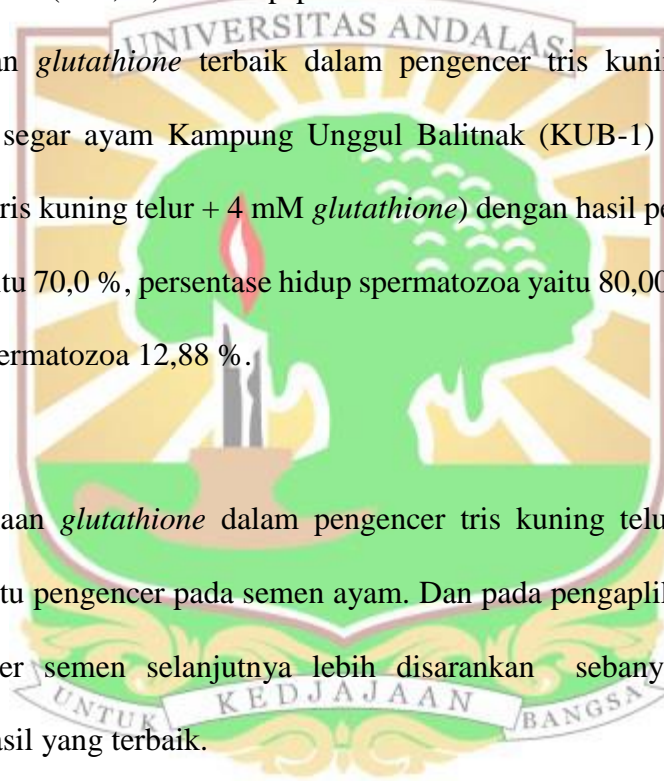 UNIVERSITAS ANDALAS
an glutathione terbaik dalam pengencer tris kunin
segar ayam Kampung Unggul Balitnak (KUB-1)
ris kuning telur + 4 mM glutathione) dengan hasil pe
tu 70,0 %, persentase hidup spermatozoa yaitu 80,00
permatozoa 12,88 %.
aan glutathione dalam pengencer tris kuning telu
tu pengencer pada semen ayam. Dan pada pengaplik
er semen selanjutnya lebih disarankan sebany
asil yang terbaik.
UNTUK KEDJAJAAN BANGSA